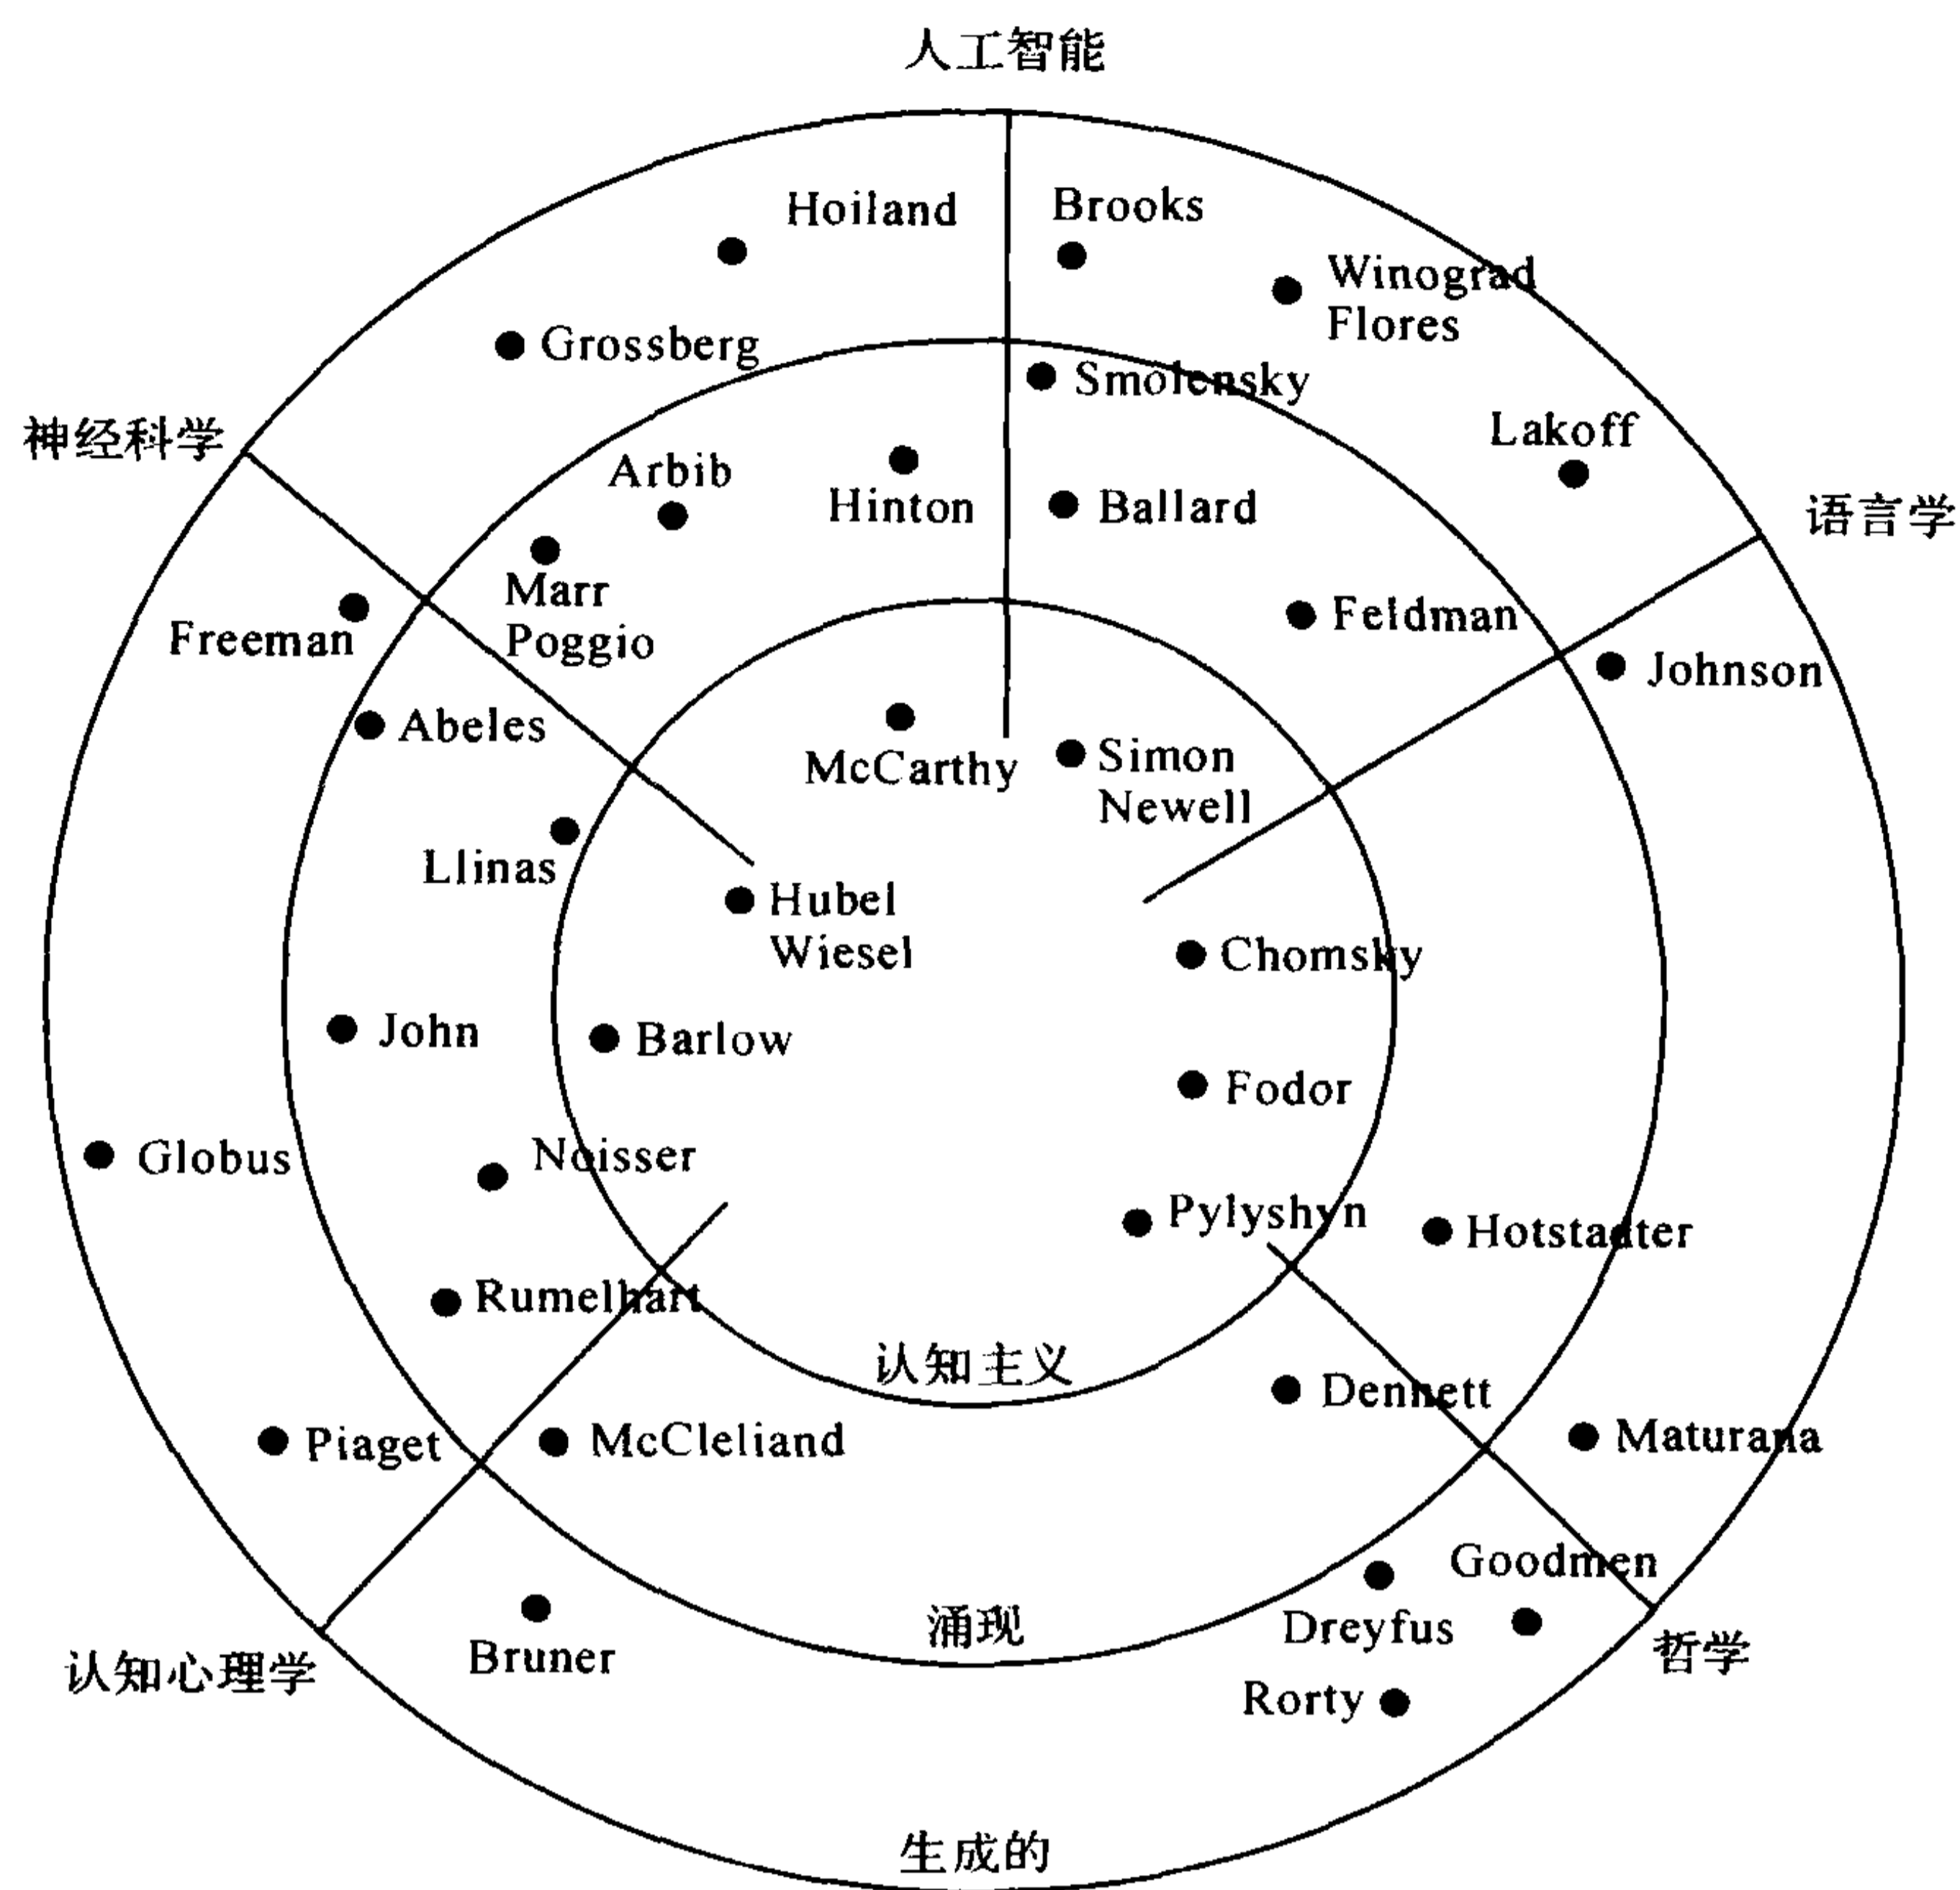 人工智能
Hoiland
Brooks
Winograd
Flores
Grossberg
Smolensky
神经科学
Lakoff
Arbib
Hinton
Ballard
语言学
Marr
Poggio
Freeman
Feldman
Johnson
Abeles
McCarthy
Simon
Newell
Llinas
Hubel
Wiesel
Chomsky
John
Barlow
Fodor
Globus
Noisser
Pylyshyn
Hotstadter
Rumelhart
认知主义
Dennett
Piaget
McCleliand
Maturana
Goodmen
Dreyfus
涌现
Bruner
认知心理学
哲学
Rorty
生成的